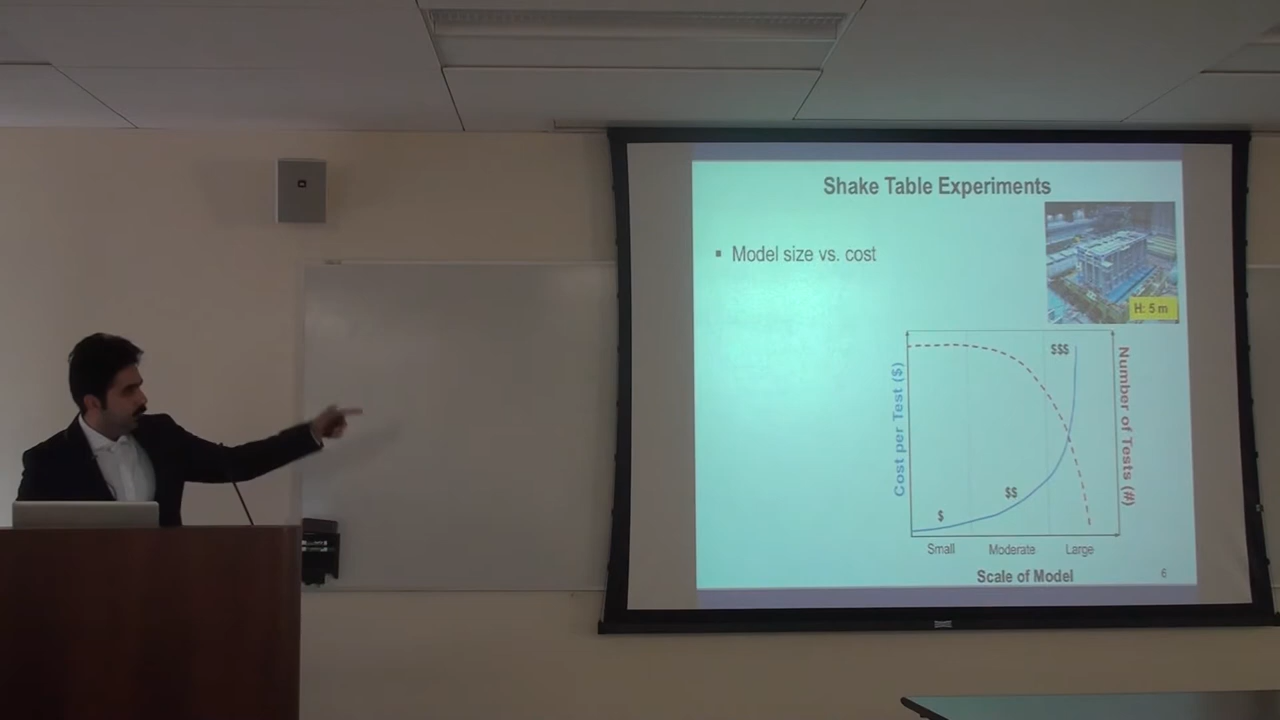 Shake Table Experiments
▪ Model size vs. cost
H: 5 m
Cost per Test ($)
$
$$
$$$
Number of Tests (#)
Small Moderate Large
Scale of Model
6